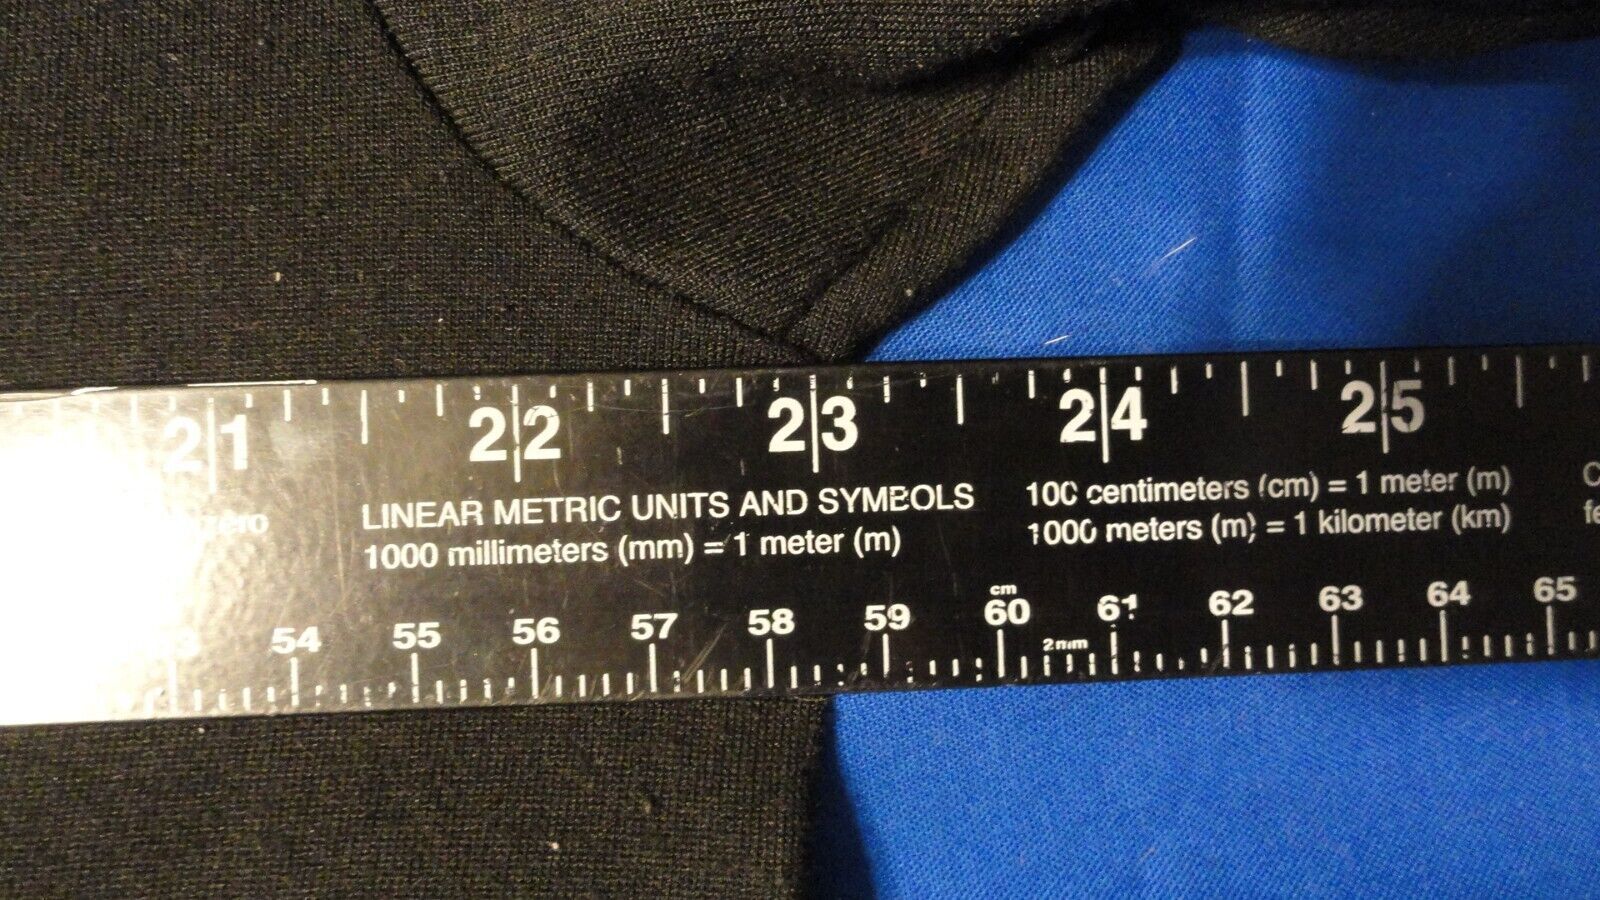 21 22 23 24 25
LINEAR METRIC UNITS AND SYMBOLS
1000 millimeters (mm) = 1 meter (m)
100 centimeters (cm) = 1 meter (m)
1000 meters (m) = 1 kilometer (km)
cm
54 55 56 57 58 59 60 61 62 63 64 65
2mm